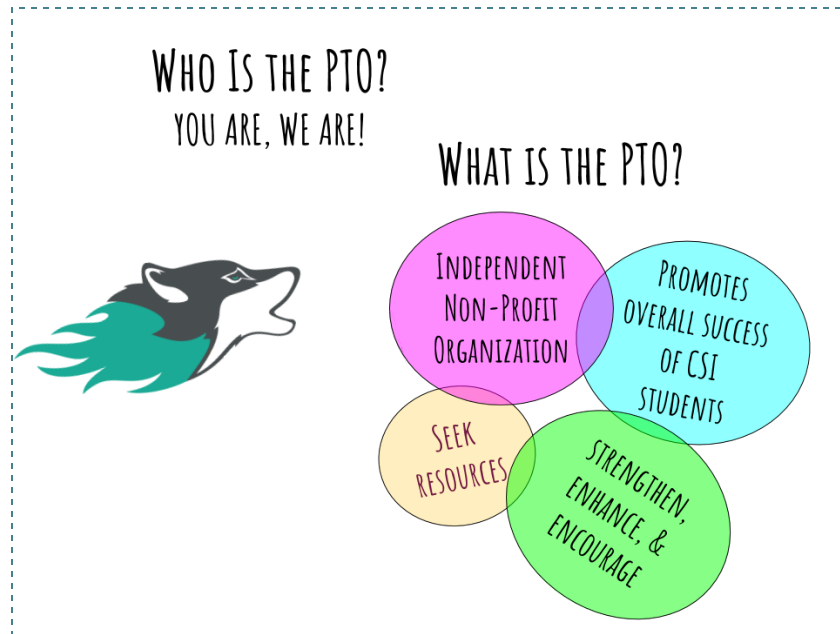 Who Is the PTO?
you are, we are!
What is the PTO?
Independent
Non-Profit
Organization
Promotes
overall success
of CSI
students
Seek
resources
Strengthen,
enhance, &
encourage